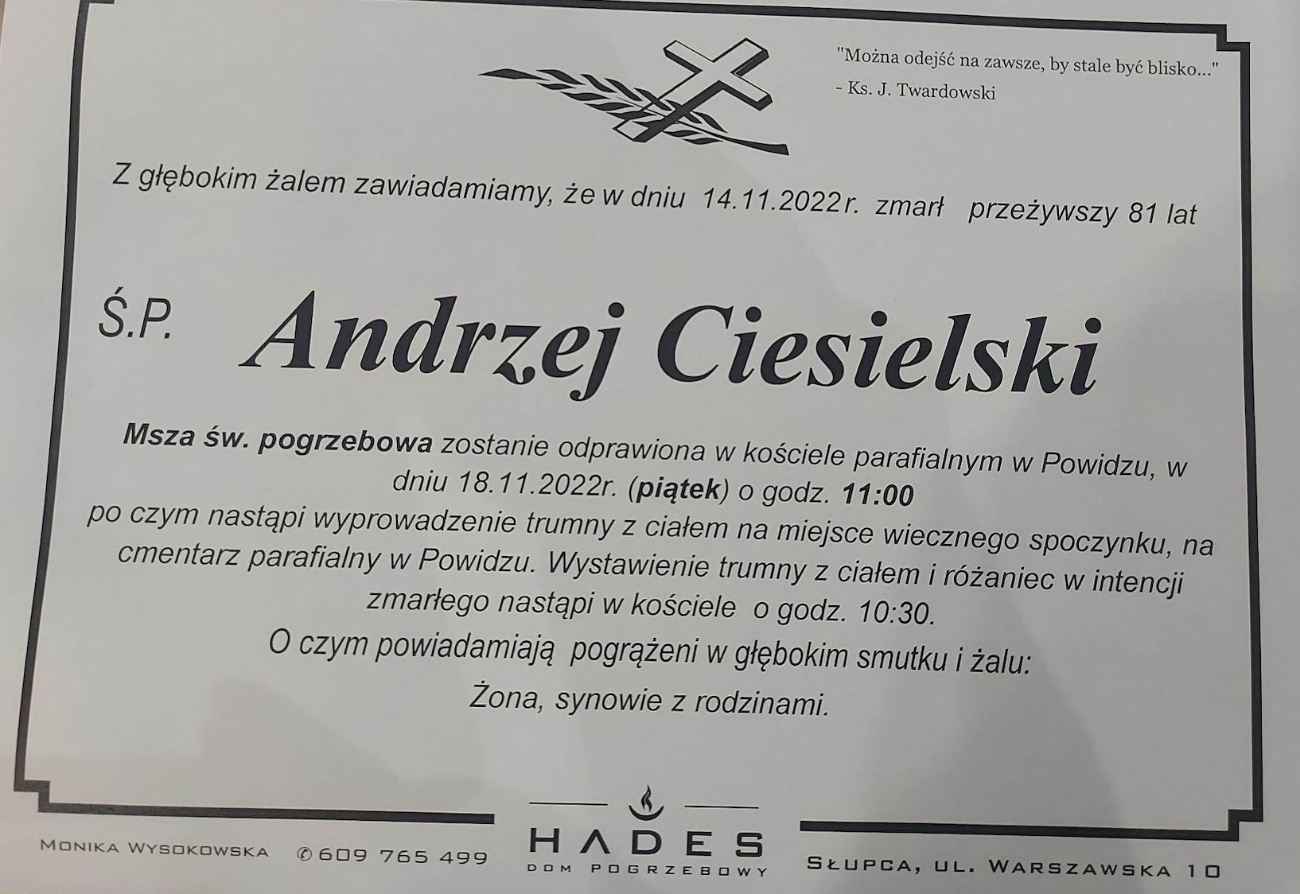 "Można odejść na zawsze, by stale być blisko..."
- Ks. J. Twardowski
Z głębokim żalem zawiadamiamy, że w dniu 14.11.2022r. zmarł przeżywszy 81 lat
Ś.P. Andrzej Ciesielski
Msza św. pogrzebowa zostanie odprawiona w kościele parafialnym w Powidzu, w
dniu 18.11.2022r. (piątek) o godz. 11:00
po czym nastąpi wyprowadzenie trumny z ciałem na miejsce wiecznego spoczynku, na
cmentarz parafialny w Powidzu. Wystawienie trumny z ciałem i różaniec w intencji
zmarłego nastąpi w kościele o godz. 10:30.
O czym powiadamiają pogrążeni w głębokim smutku i żalu:
Żona, synowie z rodzinami.
MONIKA WYSOKOWSKA ✆ 609 765 499
HADES
DOM POGRZEBOWY
SŁUPCA, UL. WARSZAWSKA 10